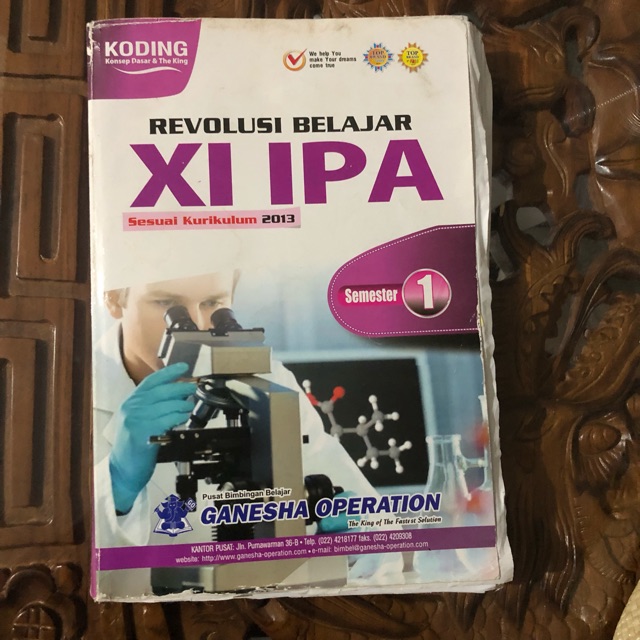 KODING
Konsep Dasar & The King
We help You
make Your dreams
come true
TOP
TOP
REVOLUSI BELAJAR
XI IPA
Sesuai Kurikulum 2013
Semester 1
Pusat Bimbingan Belajar
GANESHA OPERATION
The King of The Fastest Solution
KANTOR PUSAT: Jln. Purnawarman 36-B • Telp. (022) 4218177 faks. (022) 4209308
website: http://www.ganesha-operation.com • e-mail: bimbel@ganesha-operation.com